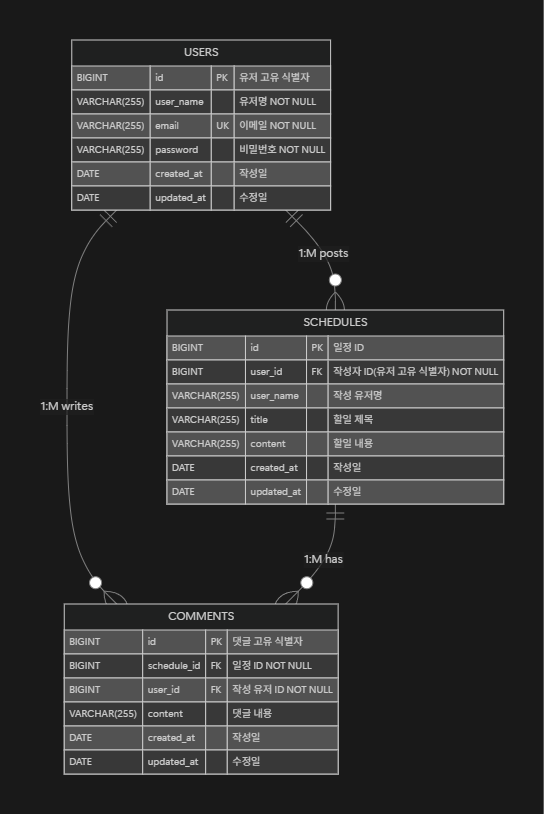 USERS
BIGINT id PK 유저 고유 식별자
VARCHAR(255) user_name 유저명 NOT NULL
VARCHAR(255) email UK 이메일 NOT NULL
VARCHAR(255) password 비밀번호 NOT NULL
DATE created_at 작성일
DATE updated_at 수정일
1:M posts
SCHEDULES
BIGINT id PK 일정 ID
BIGINT user_id FK 작성자 ID(유저 고유 식별자) NOT NULL
VARCHAR(255) user_name 작성 유저명
VARCHAR(255) title 할일 제목
VARCHAR(255) content 할일 내용
DATE created_at 작성일
DATE updated_at 수정일
1:M writes
1:M has
COMMENTS
BIGINT id PK 댓글 고유 식별자
BIGINT schedule_id FK 일정 ID NOT NULL
BIGINT user_id FK 작성 유저 ID NOT NULL
VARCHAR(255) content 댓글 내용
DATE created_at 작성일
DATE updated_at 수정일